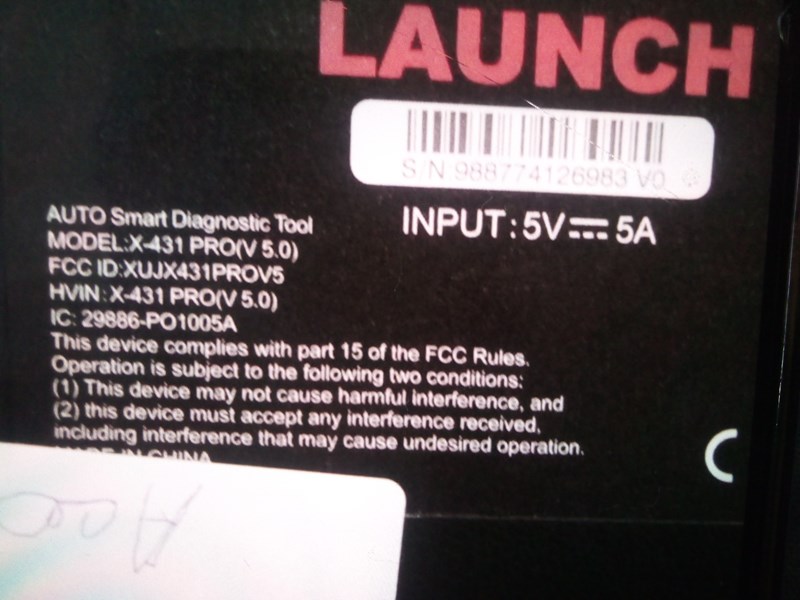 LAUNCH
S/N:988774126983 V0
INPUT: 5V 5A
AUTO Smart Diagnostic Tool
MODEL:X-431 PRO(V 5.0)
FCC ID:XUJX431PROV5
HVIN: X-431 PRO(V 5.0)
IC: 29886-PO1005A
This device complies with part 15 of the FCC Rules.
Operation is subject to the following two conditions:
(1) This device may not cause harmful interference, and
(2) this device must accept any interference received,
including interference that may cause undesired operation.
MADE IN CHINA